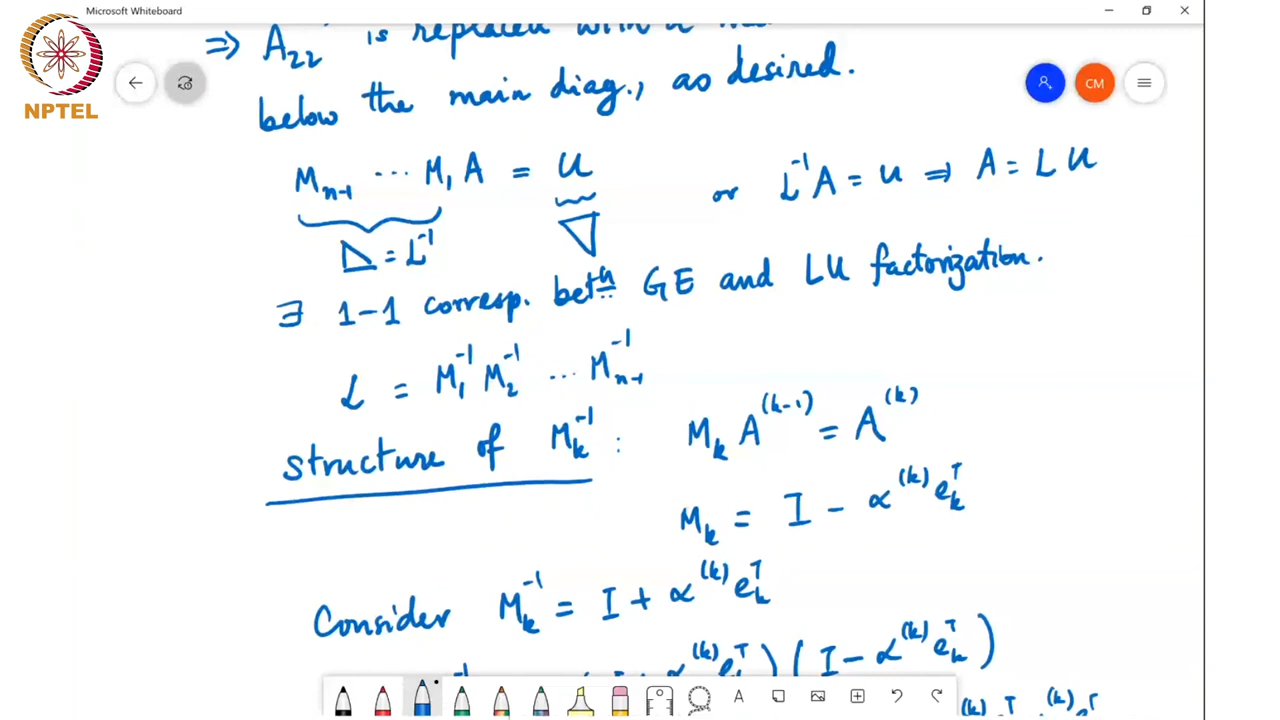 Microsoft Whiteboard
⇒ A₂₂ is replaced with a
below the main diag., as desired.
NPTEL
CM
Mₙ₋₁ ⋯ M₁ A = U or L⁻¹A = U ⇒ A = LU
= L⁻¹
∃ 1-1 corresp. betⁿ GE and LU factorization.
L = M₁⁻¹ M₂⁻¹ ... Mₙ₋₁⁻¹
structure of Mₖ⁻¹ : Mₖ A⁽ᵏ⁻¹⁾ = A⁽ᵏ⁾
Mₖ = I - α⁽ᵏ⁾ eₖᵀ
Consider Mₖ⁻¹ = I + α⁽ᵏ⁾ eₖᵀ
α⁽ᵏ⁾ eₖᵀ ) ( I - α⁽ᵏ⁾ eₖᵀ )